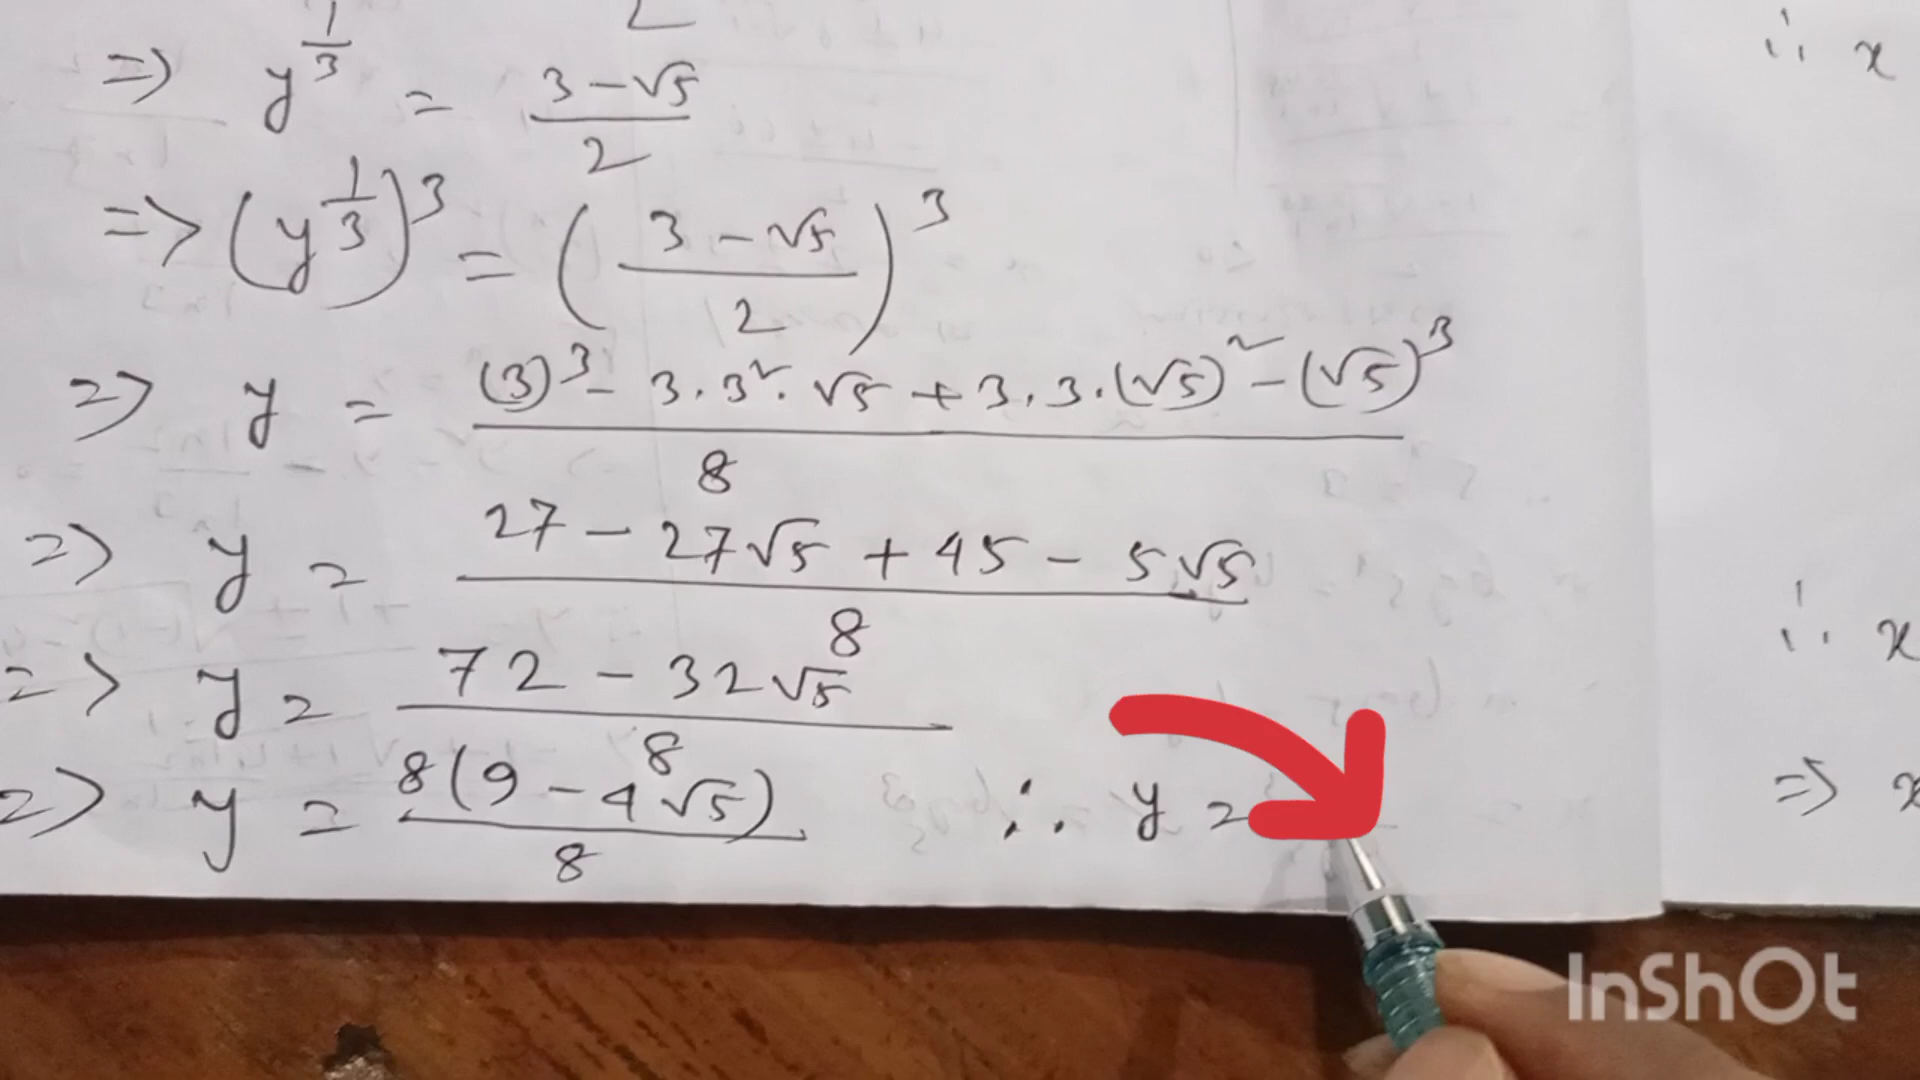 => y^(1/3) = (3 - √5)/2
=> (y^(1/3))^3 = ((3 - √5)/2)^3
=> y = ((3)^3 - 3.3^2.√5 + 3.3.(√5)^2 - (√5)^3)/8
=> y = (27 - 27√5 + 45 - 5√5)/8
=> y = (72 - 32√5)/8
=> y = 8(9 - 4√5)/8 ∴ y =
∴ x
∴ x
=> x
InShOt